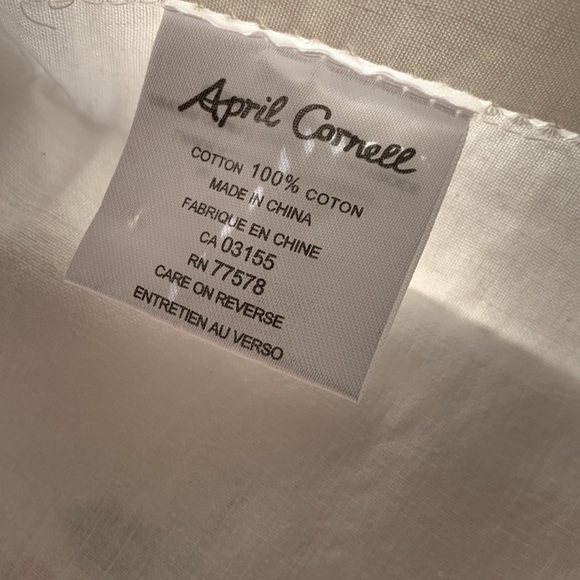 April Cornell
COTTON 100% COTON
MADE IN CHINA
FABRIQUE EN CHINE
CA 03155
RN 77578
CARE ON REVERSE
ENTRETIEN AU VERSO